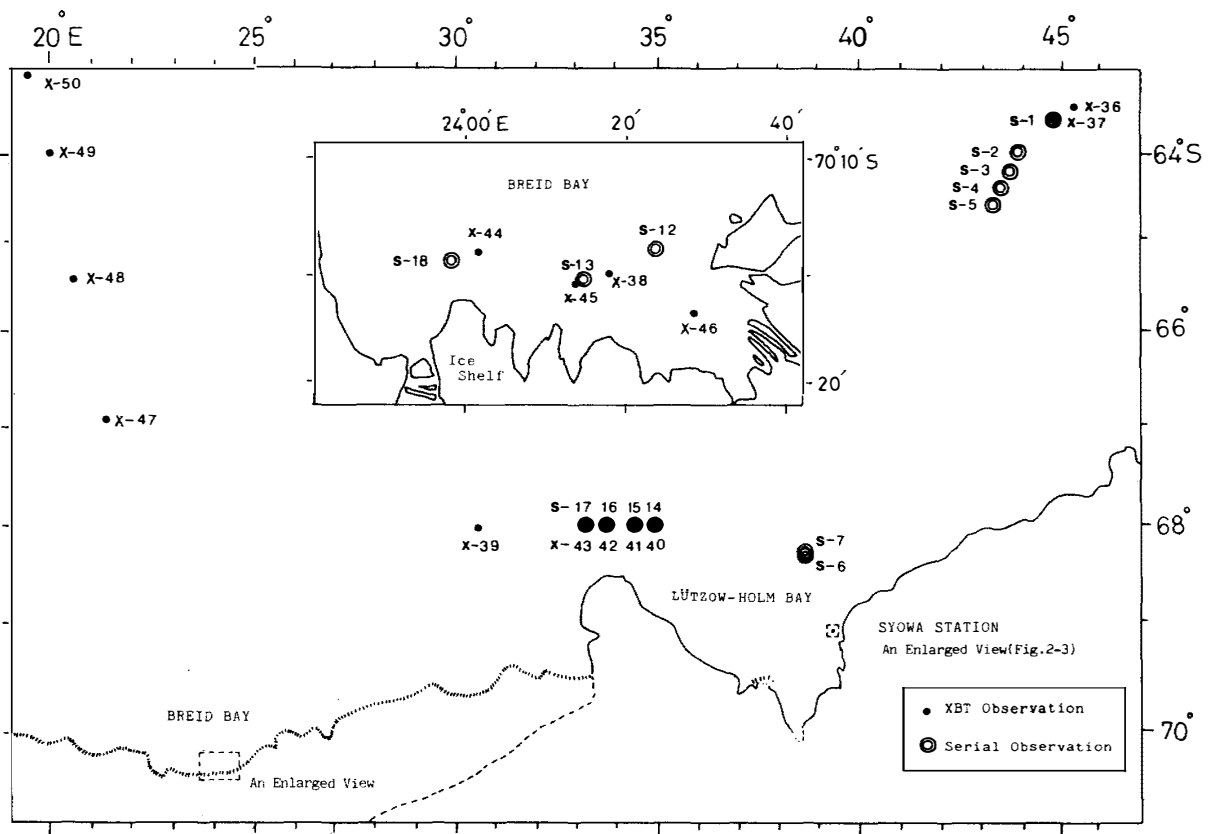 20°E 25° 30° 35° 40° 45°
X-50
X-36
S-1
X-37
X-49
S-2
64°S
S-3
S-4
S-5
24°00′E 20′ 40′
70°10′S
BREID BAY
S-12
X-44
S-18
S-13
X-38
X-45
X-46
Ice
Shelf
20′
X-48
66°
X-47
S-17 16 15 14
68°
X-39
X-43 42 41 40
S-7
S-6
LÜTZOW-HOLM BAY
SYOWA STATION
An Enlarged View(Fig.2-3)
BREID BAY
An Enlarged View
XBT Observation
Serial Observation
70°